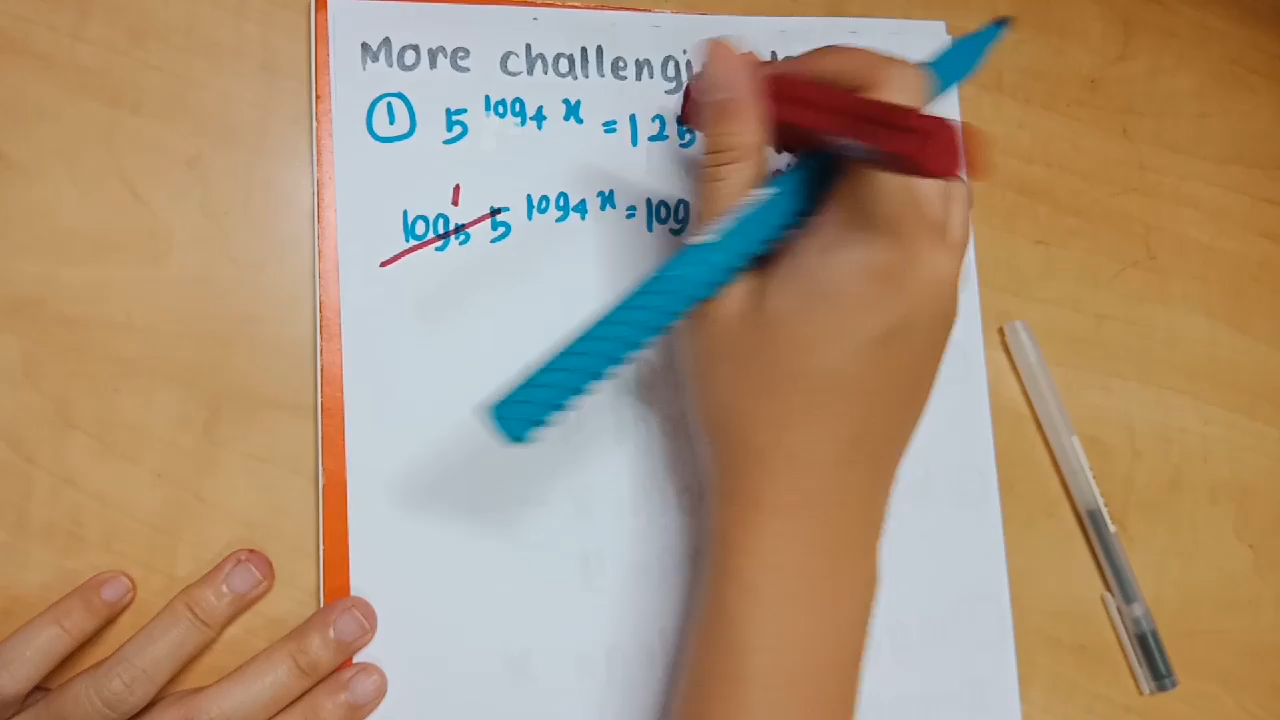 More challengi
① 5 log₄ x = 125
1
log₅ 5 log₄ x = log